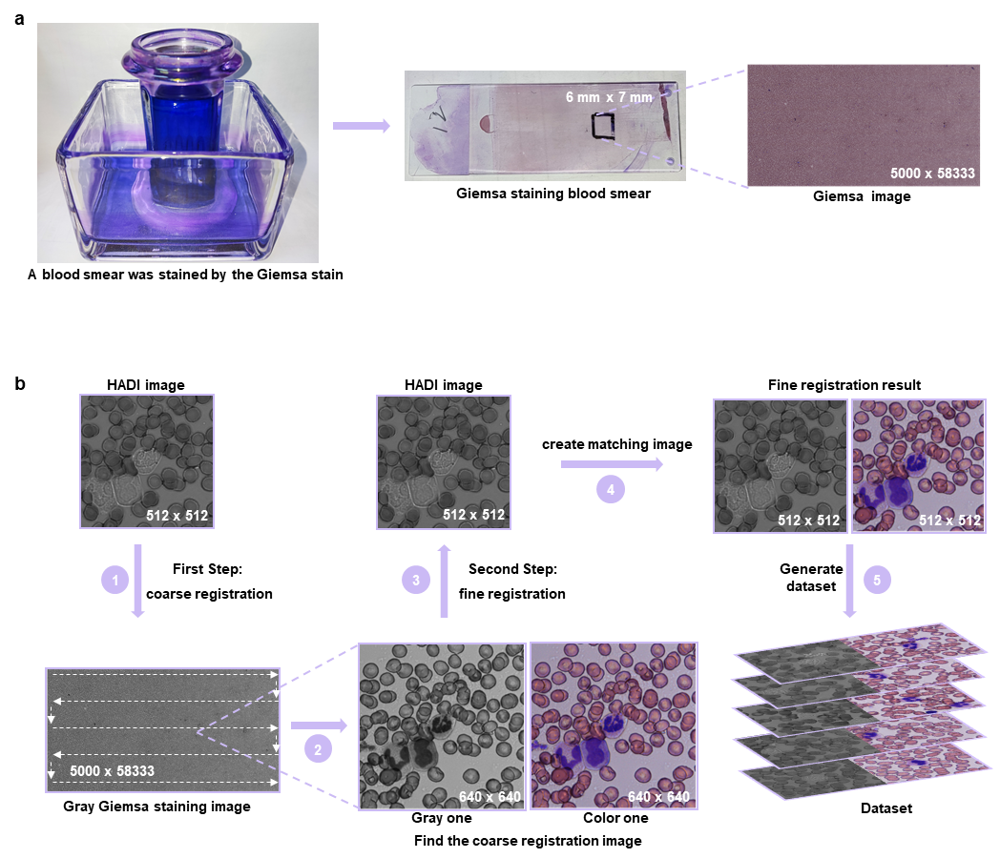 a
6 mm x 7 mm
12
5000 x 58333
Giemsa staining blood smear
Giemsa image
A blood smear was stained by the Giemsa stain
b
HADI image
HADI image
Fine registration result
create matching image
4
512 x 512
512 x 512
512 x 512
512 x 512
1
First Step:
coarse registration
3
Second Step:
fine registration
Generate
dataset
5
5000 x 58333
2
640 x 640
640 x 640
Gray Giemsa staining image
Gray one
Color one
Dataset
Find the coarse registration image